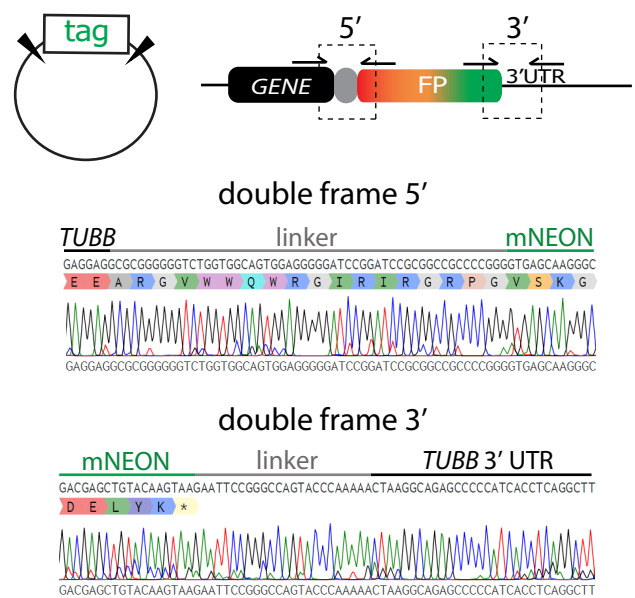 tag
5′
3′
GENE
FP
3′UTR
double frame 5′
TUBB linker mNEON
GAGGAGGCGCGGGGGGTCTGGTGGCAGTGGAGGGGGATCCGGATCCGCGGCCGCCCCGGGGTGAGCAAGGGC
E E A R G V W W Q W R G I R I R G R P G V S K G
GAGGAGGCGCGGGGGGTCTGGTGGCAGTGGAGGGGGATCCGGATCCGCGGCCGCCCCGGGGTGAGCAAGGGC
double frame 3′
mNEON linker TUBB 3′ UTR
GACGAGCTGTACAAGTAAGAATTCCGGGCCAGTACCCAAAAACTAAGGCAGAGCCCCCATCACCTCAGGCTT
D E L Y K *
GACGAGCTGTACAAGTAAGAATTCCGGGCCAGTACCCAAAAACTAAGGCAGAGCCCCCATCACCTCAGGCTT